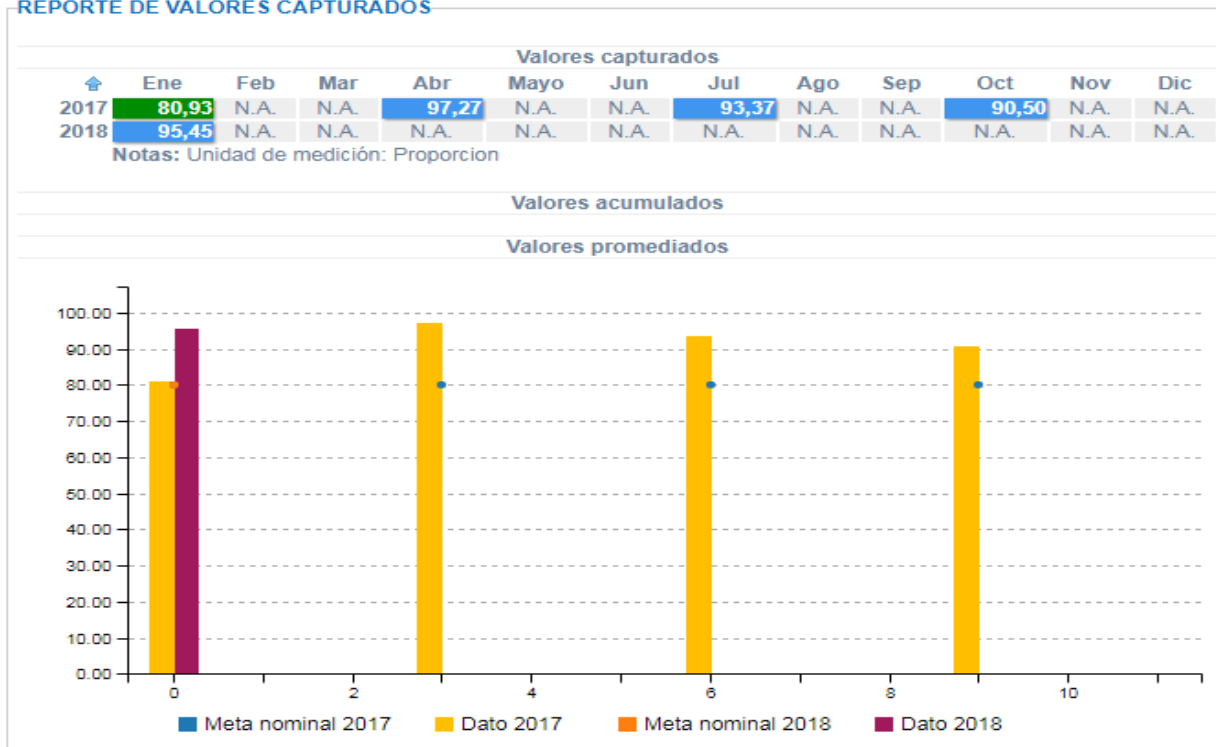 REPORTE DE VALORES CAPTURADOS
Valores capturados
Ene Feb Mar Abr Mayo Jun Jul Ago Sep Oct Nov Dic
2017 80,93 N.A. N.A. 97,27 N.A. N.A. 93,37 N.A. N.A. 90,50 N.A. N.A.
2018 95,45 N.A. N.A. N.A. N.A. N.A. N.A. N.A. N.A. N.A. N.A. N.A.
Notas: Unidad de medición: Proporcion
Valores acumulados
Valores promediados
100.00
90.00
80.00
70.00
60.00
50.00
40.00
30.00
20.00
10.00
0.00
0 2 4 6 8 10
Meta nominal 2017 Dato 2017 Meta nominal 2018 Dato 2018